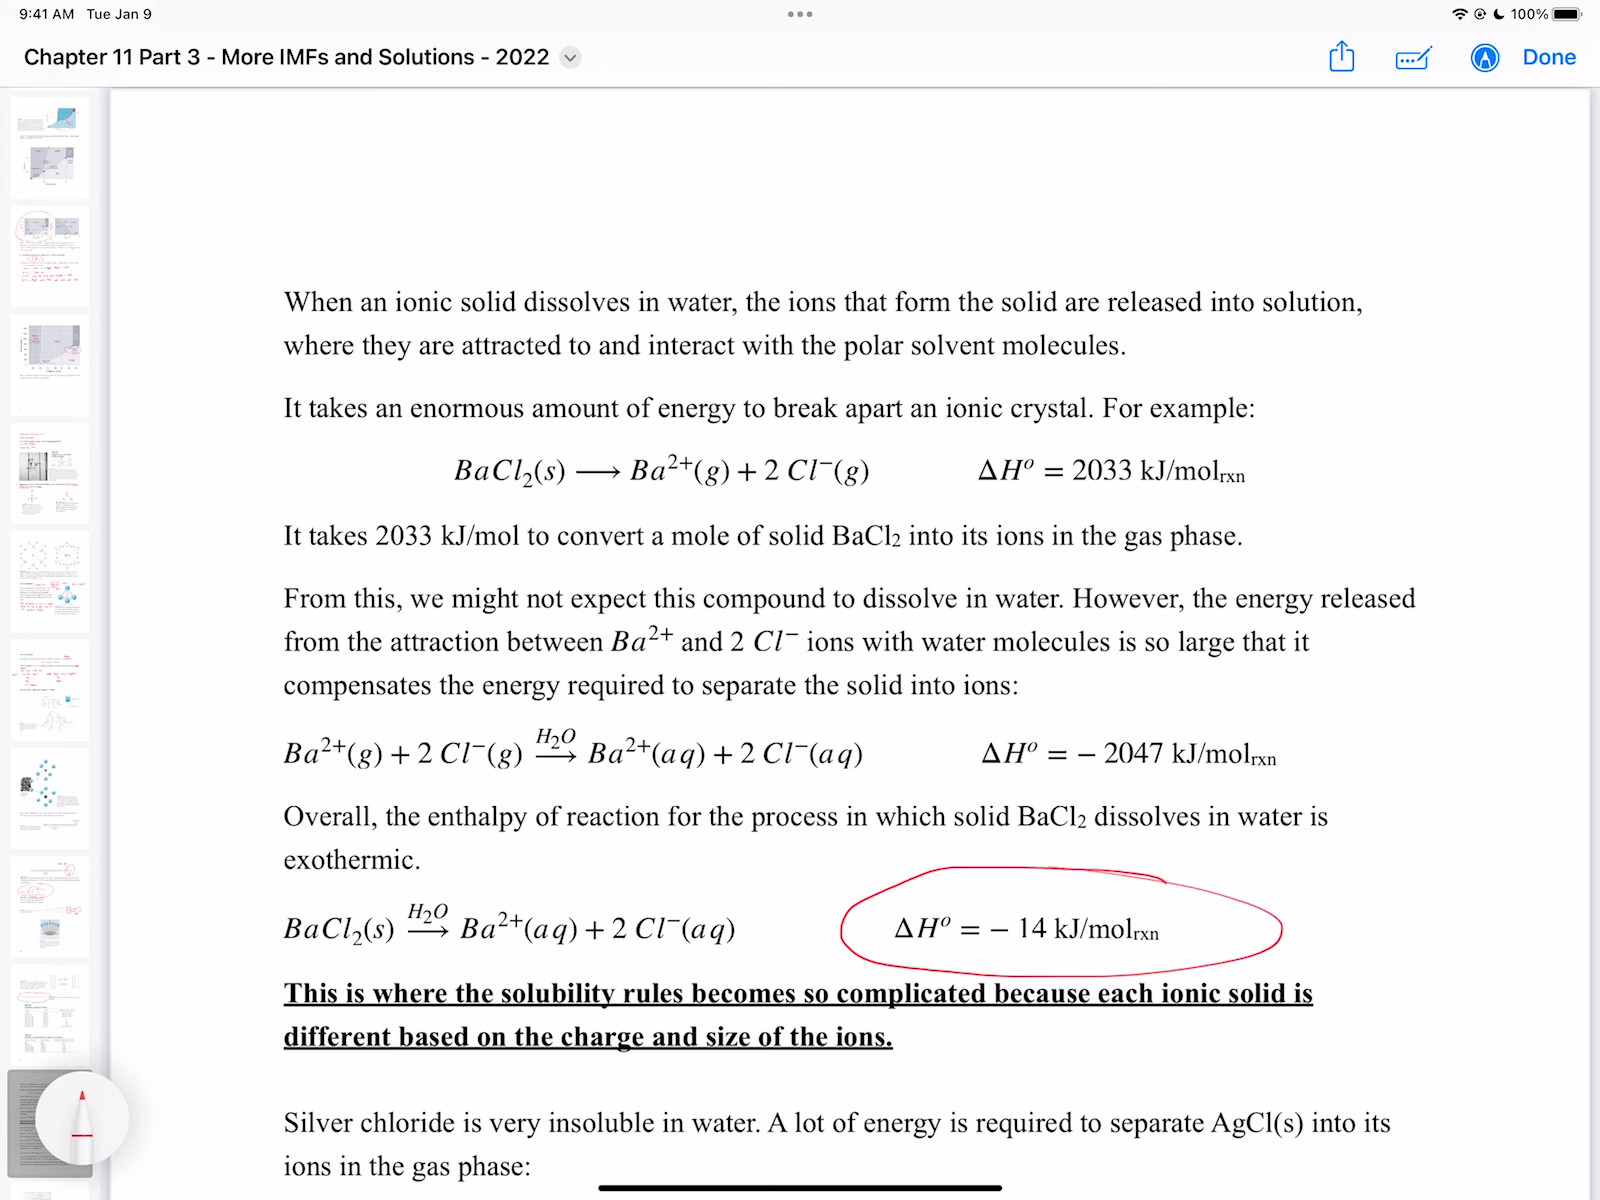 9:41 AM Tue Jan 9
100%
Chapter 11 Part 3 - More IMFs and Solutions - 2022
Done
When an ionic solid dissolves in water, the ions that form the solid are released into solution,
where they are attracted to and interact with the polar solvent molecules.
It takes an enormous amount of energy to break apart an ionic crystal. For example:
BaCl₂(s) ⟶ Ba²⁺(g) + 2 Cl⁻(g) ΔHº = 2033 kJ/molrxn
It takes 2033 kJ/mol to convert a mole of solid BaCl₂ into its ions in the gas phase.
From this, we might not expect this compound to dissolve in water. However, the energy released
from the attraction between Ba²⁺ and 2 Cl⁻ ions with water molecules is so large that it
compensates the energy required to separate the solid into ions:
Ba²⁺(g) + 2 Cl⁻(g) H₂O ⟶ Ba²⁺(aq) + 2 Cl⁻(aq) ΔHº = − 2047 kJ/molrxn
Overall, the enthalpy of reaction for the process in which solid BaCl₂ dissolves in water is
exothermic.
BaCl₂(s) H₂O ⟶ Ba²⁺(aq) + 2 Cl⁻(aq) ΔHº = − 14 kJ/molrxn
This is where the solubility rules becomes so complicated because each ionic solid is
different based on the charge and size of the ions.
Silver chloride is very insoluble in water. A lot of energy is required to separate AgCl(s) into its
ions in the gas phase: